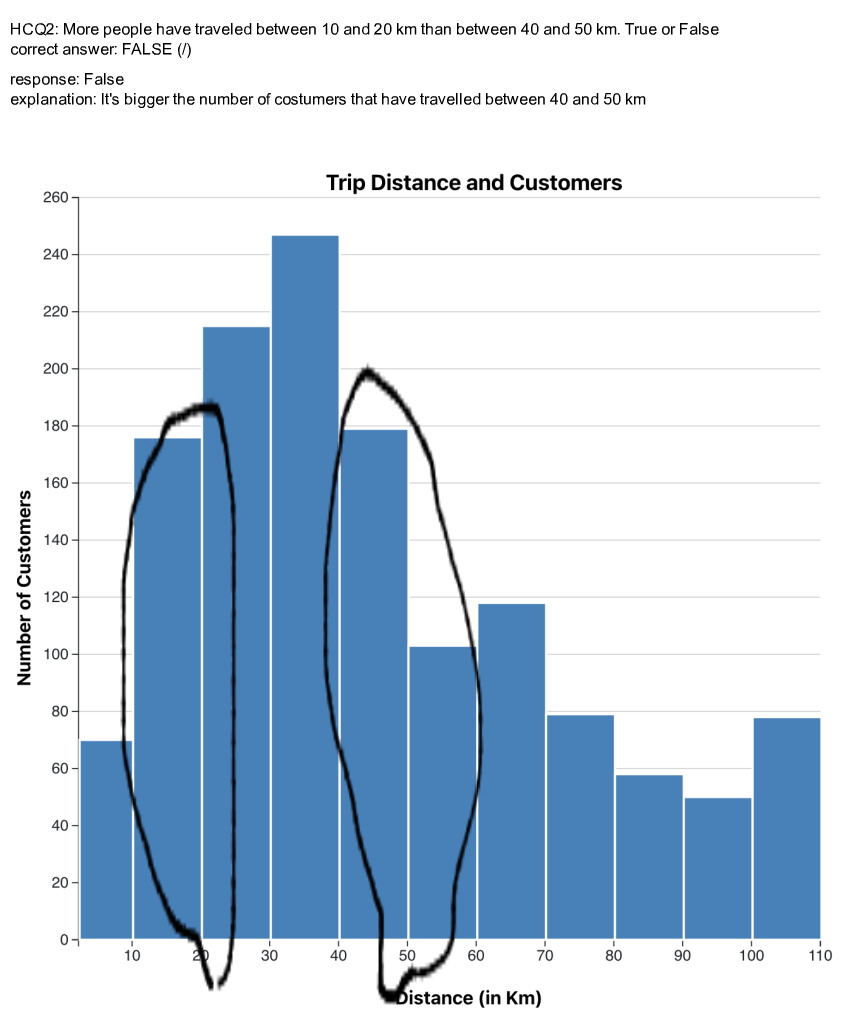 HCQ2: More people have traveled between 10 and 20 km than between 40 and 50 km. True or False
correct answer: FALSE (/)
response: False
explanation: It's bigger the number of costumers that have travelled between 40 and 50 km
Trip Distance and Customers
260
240
220
200
180
160
140
120
100
80
60
40
20
0
Number of Customers
10 20 30 40 50 60 70 80 90 100 110
Distance (in Km)